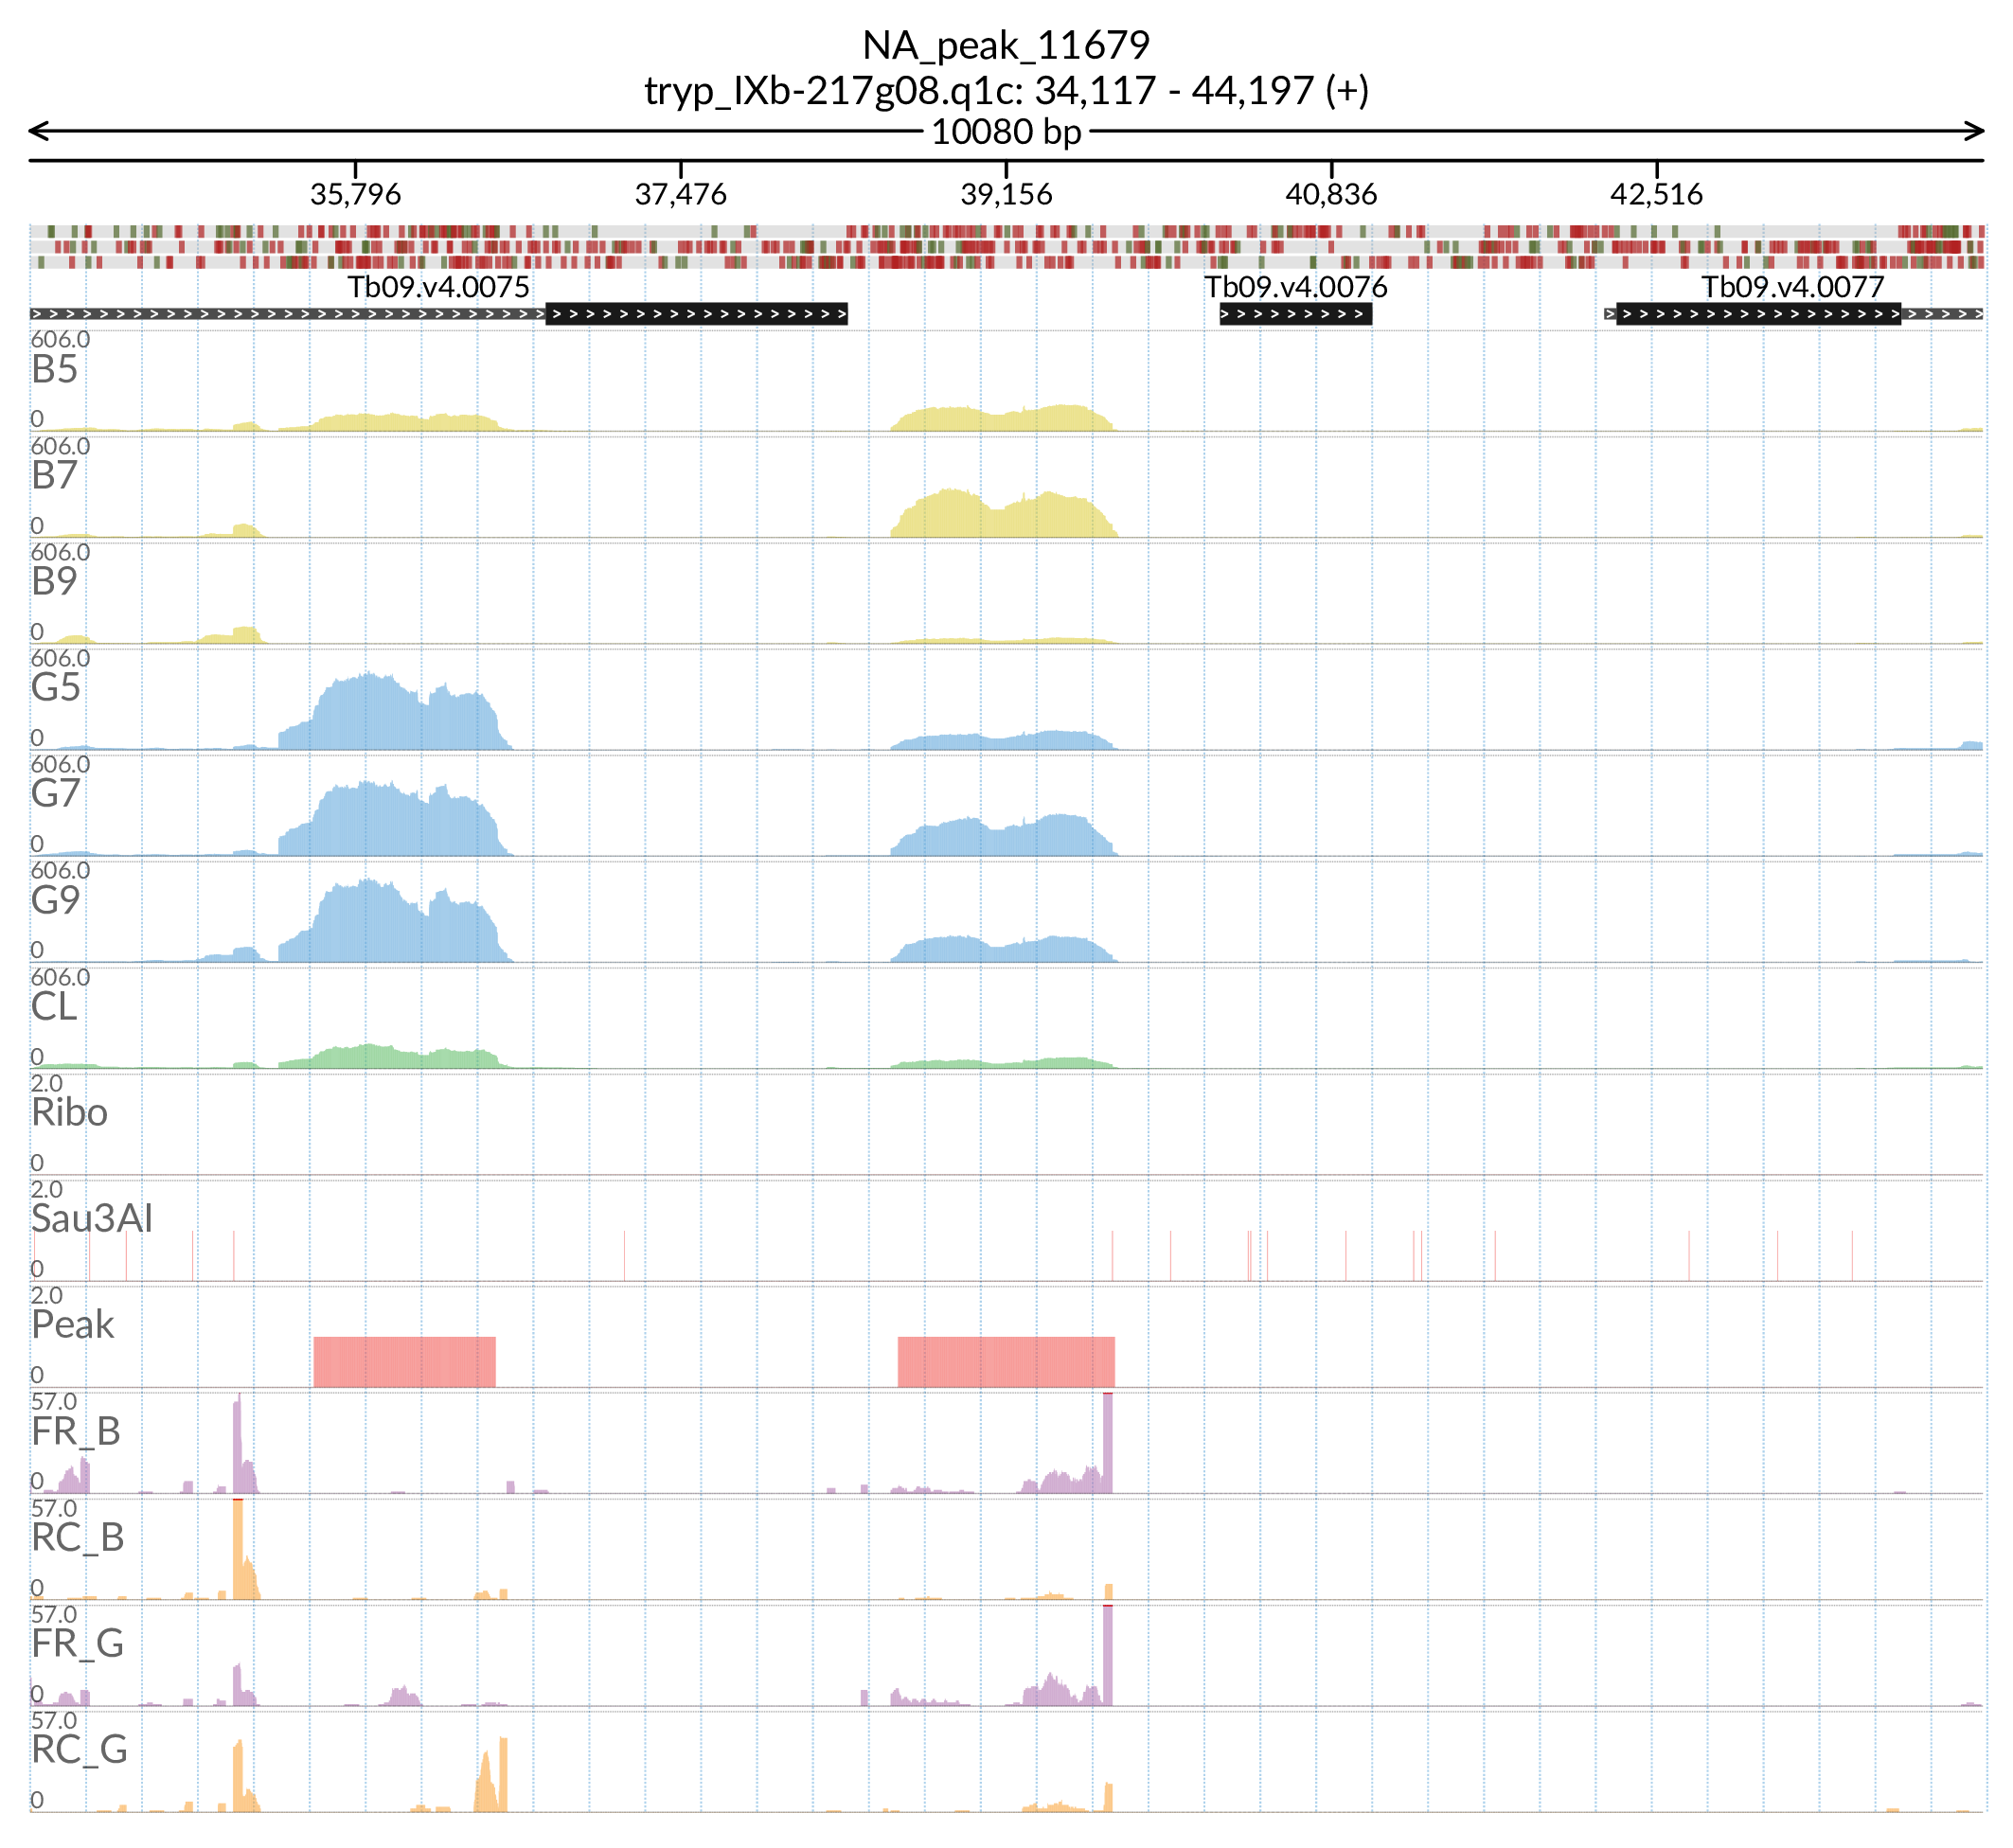 NA_peak_11679
tryp_IXb-217g08.q1c: 34,117 - 44,197 (+)
10080 bp
35,796 37,476 39,156 40,836 42,516
Tb09.v4.0075 Tb09.v4.0076 Tb09.v4.0077
606.0
B5
0
606.0
B7
0
606.0
B9
0
606.0
G5
0
606.0
G7
0
606.0
G9
0
606.0
CL
0
2.0
Ribo
0
2.0
Sau3AI
0
2.0
Peak
0
57.0
FR_B
0
57.0
RC_B
0
57.0
FR_G
0
57.0
RC_G
0